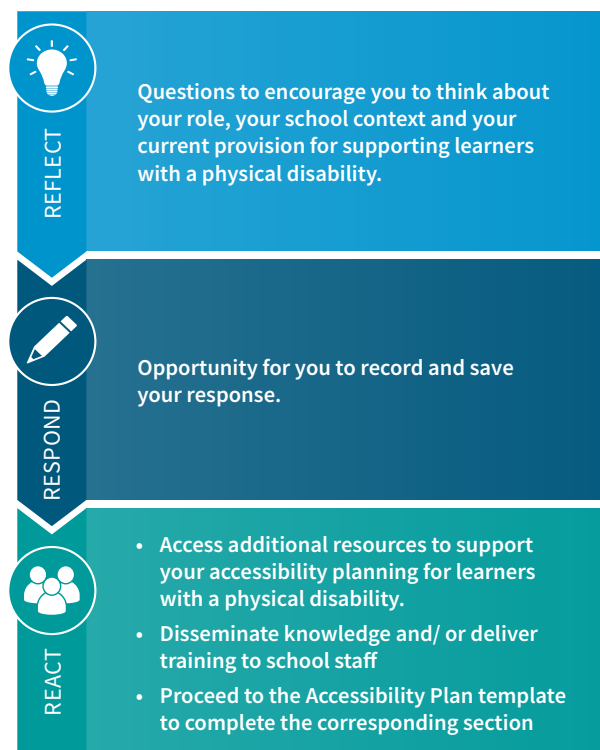 REFLECT
Questions to encourage you to think about
your role, your school context and your
current provision for supporting learners
with a physical disability.
RESPOND
Opportunity for you to record and save
your response.
REACT
• Access additional resources to support
your accessibility planning for learners
with a physical disability.
• Disseminate knowledge and/ or deliver
training to school staff
• Proceed to the Accessibility Plan template
to complete the corresponding section